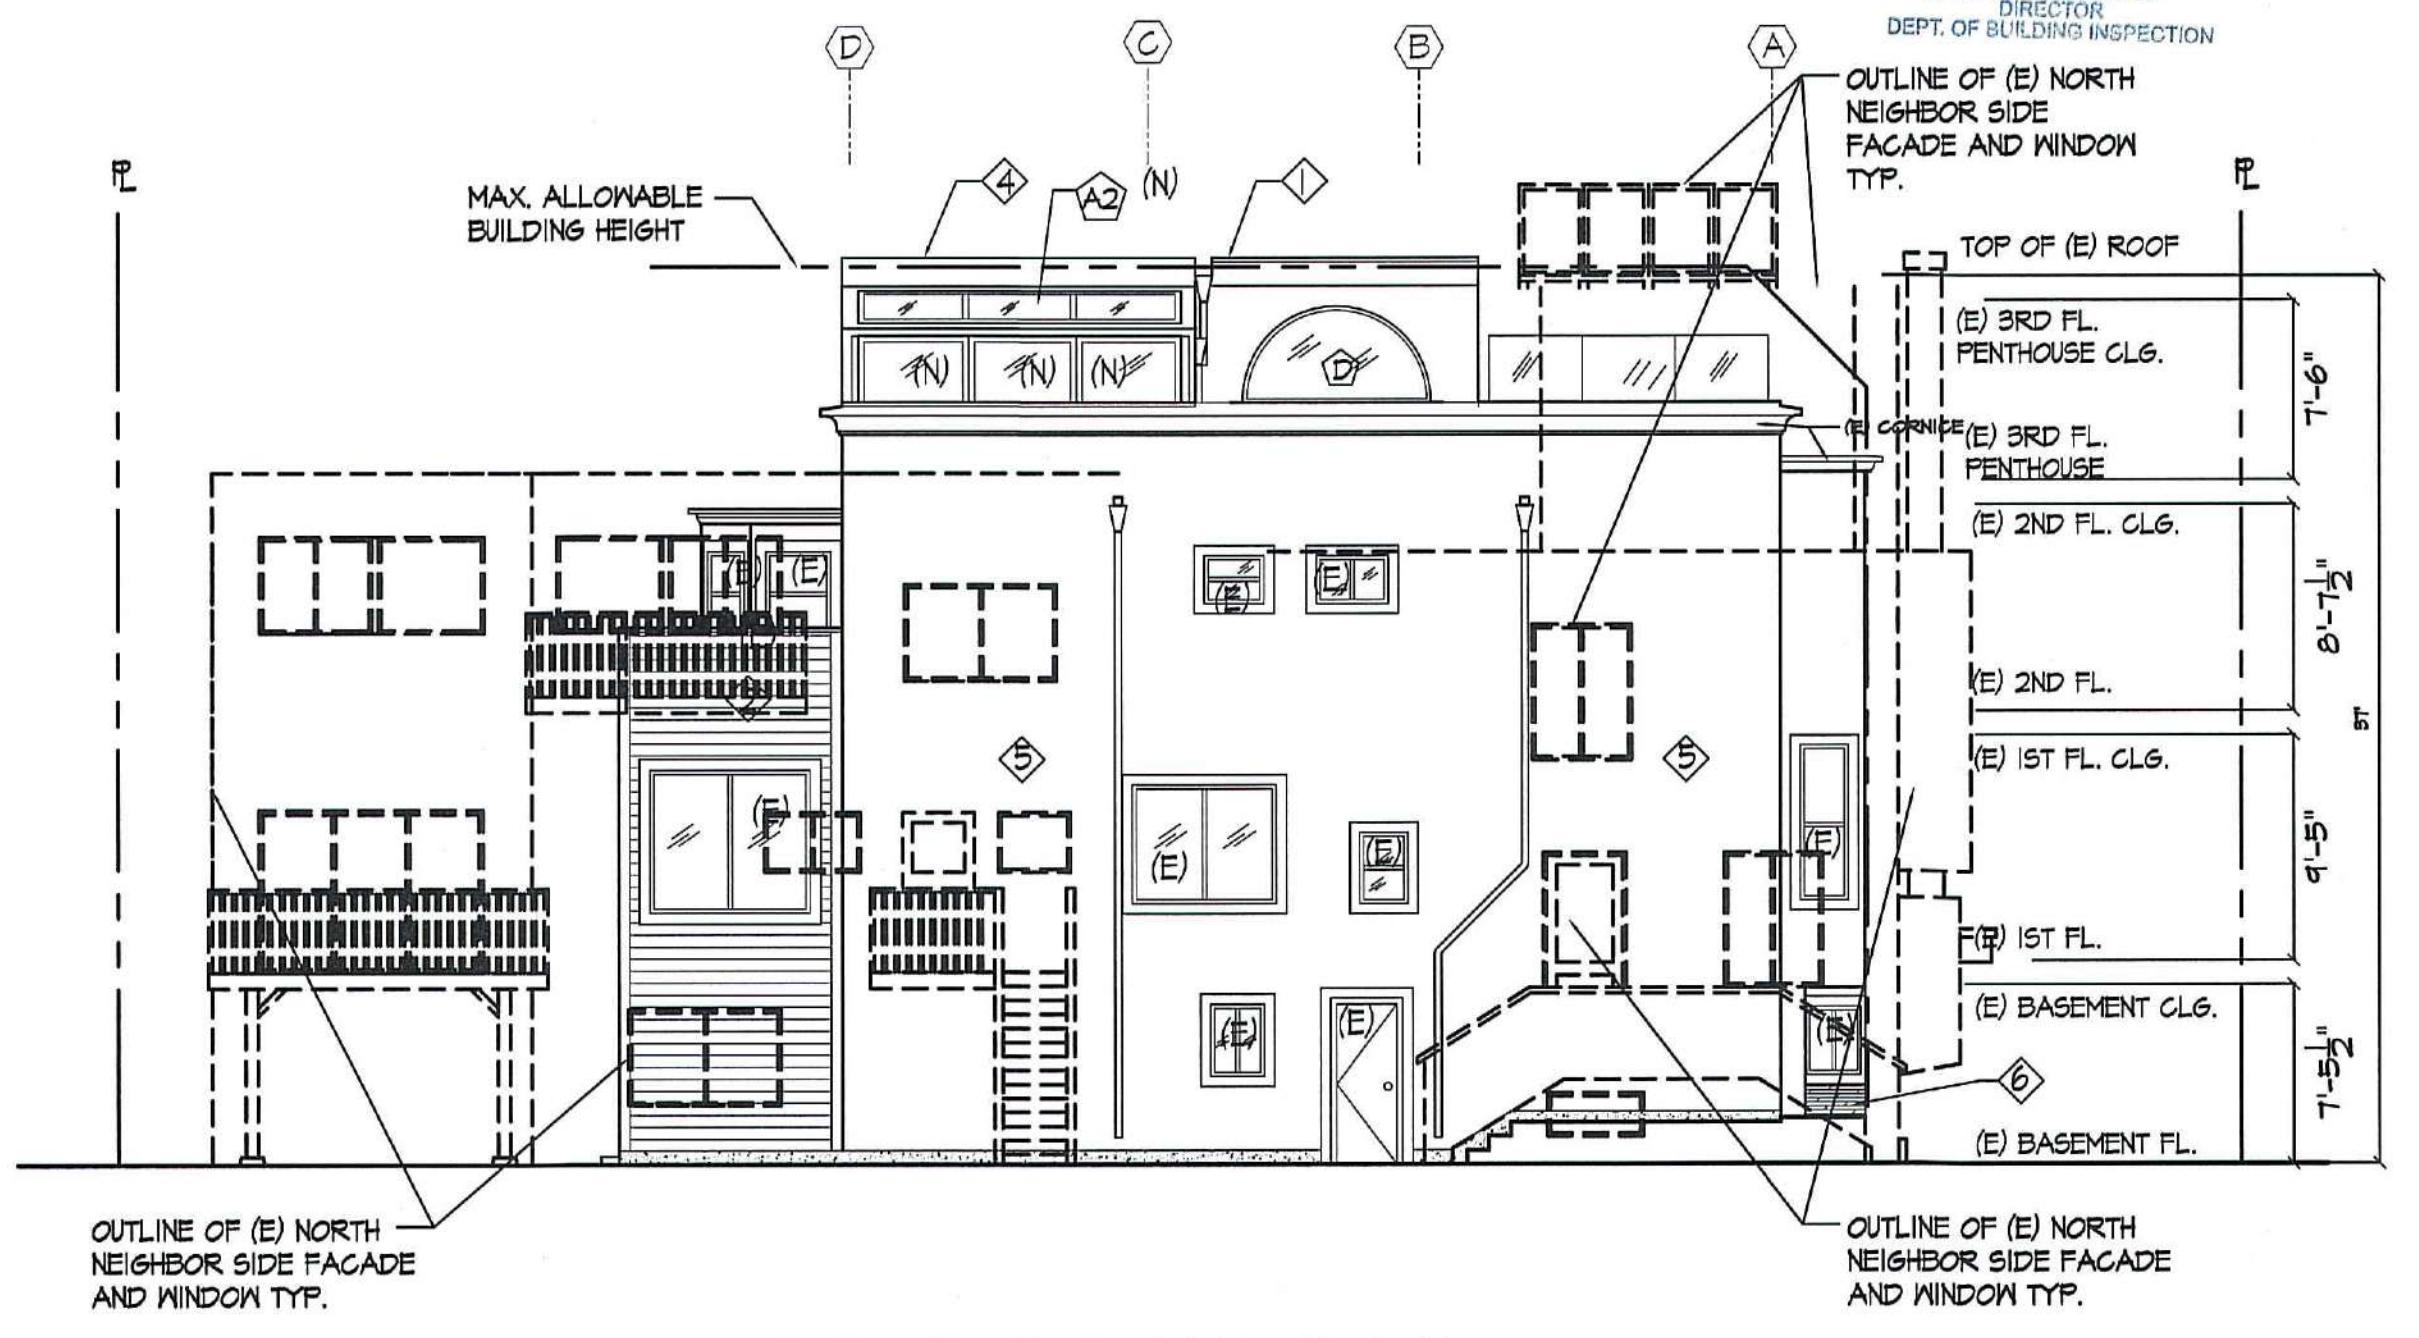 DIRECTOR
DEPT. OF BUILDING INSPECTION
D
C
B
A
OUTLINE OF (E) NORTH
NEIGHBOR SIDE
FACADE AND WINDOW
TYP.
PL
PL
MAX. ALLOWABLE
BUILDING HEIGHT
4
A2
(N)
1
TOP OF (E) ROOF
(E) 3RD FL.
PENTHOUSE CLG.
7'-6"
(N)
(N)
(N)
D
(E) CORNICE
(E) 3RD FL.
PENTHOUSE
(E) 2ND FL. CLG.
(E)
(E)
(E)
(E)
8'-7 1/2"
(E) 2ND FL.
5
5
(E) 1ST FL. CLG.
(E)
(E)
(E)
(E)
9'-5"
(E) 1ST FL.
(E) BASEMENT CLG.
(E)
(E)
(E)
6
7'-5 1/2"
(E) BASEMENT FL.
OUTLINE OF (E) NORTH
NEIGHBOR SIDE FACADE
AND WINDOW TYP.
OUTLINE OF (E) NORTH
NEIGHBOR SIDE FACADE
AND WINDOW TYP.